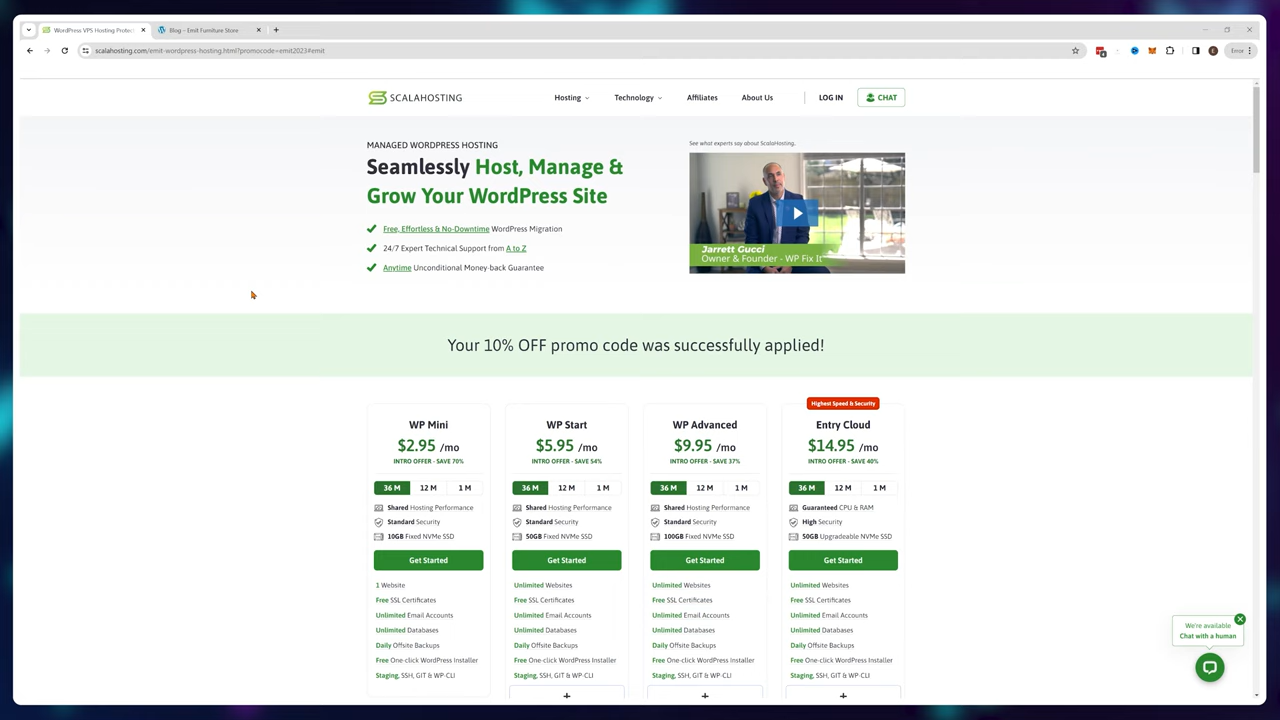 WordPress VPS Hosting Protec
Blog – Emit Furniture Store
scalahosting.com/emit-wordpress-hosting.html?promocode=emit2023#emit
Error
SCALAHOSTING
Hosting
Technology
Affiliates
About Us
LOG IN
CHAT
MANAGED WORDPRESS HOSTING
Seamlessly Host, Manage &
Grow Your WordPress Site
Free, Effortless & No-Downtime WordPress Migration
24/7 Expert Technical Support from A to Z
Anytime Unconditional Money-back Guarantee
See what experts say about ScalaHosting.
Jarrett Gucci
Owner & Founder - WP Fix It
Your 10% OFF promo code was successfully applied!
WP Mini
$2.95 /mo
INTRO OFFER - SAVE 70%
36 M 12 M 1 M
Shared Hosting Performance
Standard Security
10GB Fixed NVMe SSD
Get Started
1 Website
Free SSL Certificates
Unlimited Email Accounts
Unlimited Databases
Daily Offsite Backups
Free One-click WordPress Installer
Staging, SSH, GIT & WP-CLI
WP Start
$5.95 /mo
INTRO OFFER - SAVE 54%
36 M 12 M 1 M
Shared Hosting Performance
Standard Security
50GB Fixed NVMe SSD
Get Started
Unlimited Websites
Free SSL Certificates
Unlimited Email Accounts
Unlimited Databases
Daily Offsite Backups
Free One-click WordPress Installer
Staging, SSH, GIT & WP-CLI
+
WP Advanced
$9.95 /mo
INTRO OFFER - SAVE 37%
36 M 12 M 1 M
Shared Hosting Performance
Standard Security
100GB Fixed NVMe SSD
Get Started
Unlimited Websites
Free SSL Certificates
Unlimited Email Accounts
Unlimited Databases
Daily Offsite Backups
Free One-click WordPress Installer
Staging, SSH, GIT & WP-CLI
+
Highest Speed & Security
Entry Cloud
$14.95 /mo
INTRO OFFER - SAVE 40%
36 M 12 M 1 M
Guaranteed CPU & RAM
High Security
50GB Upgradeable NVMe SSD
Get Started
Unlimited Websites
Free SSL Certificates
Unlimited Email Accounts
Unlimited Databases
Daily Offsite Backups
Free One-click WordPress Installer
Staging, SSH, GIT & WP-CLI
+
We're available
Chat with a human